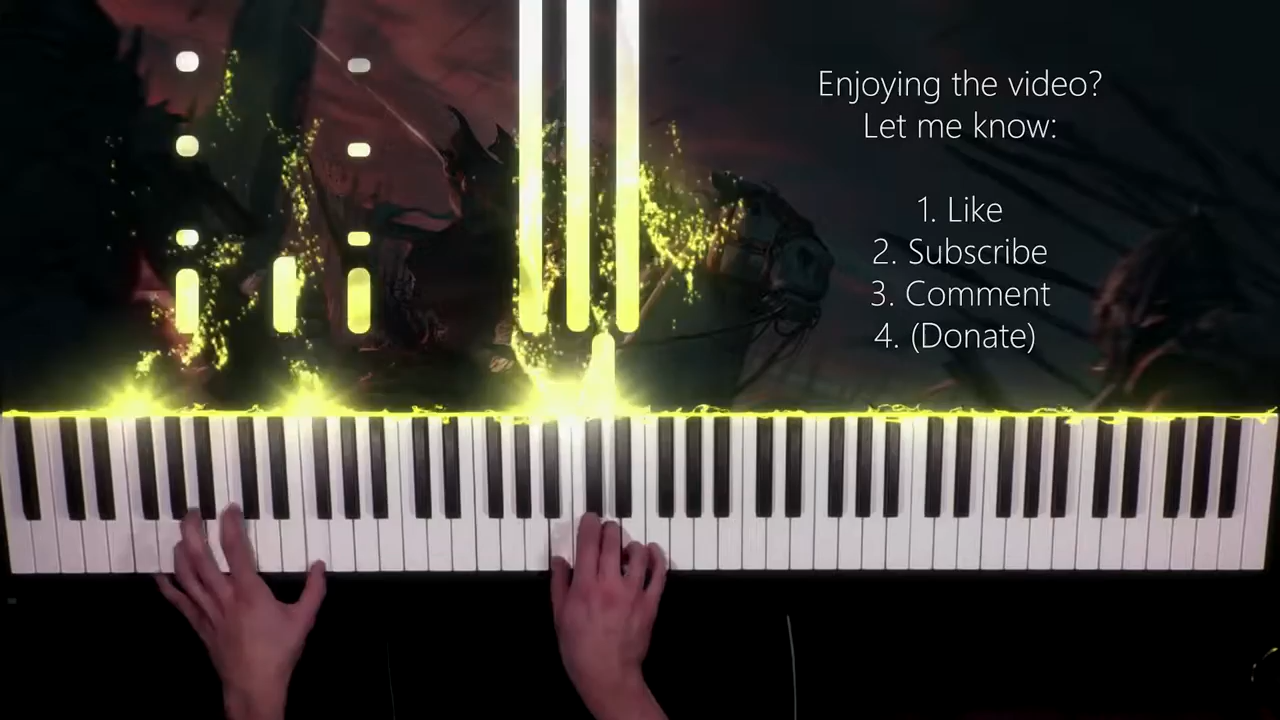 Enjoying the video?
Let me know:
1. Like
2. Subscribe
3. Comment
4. (Donate)